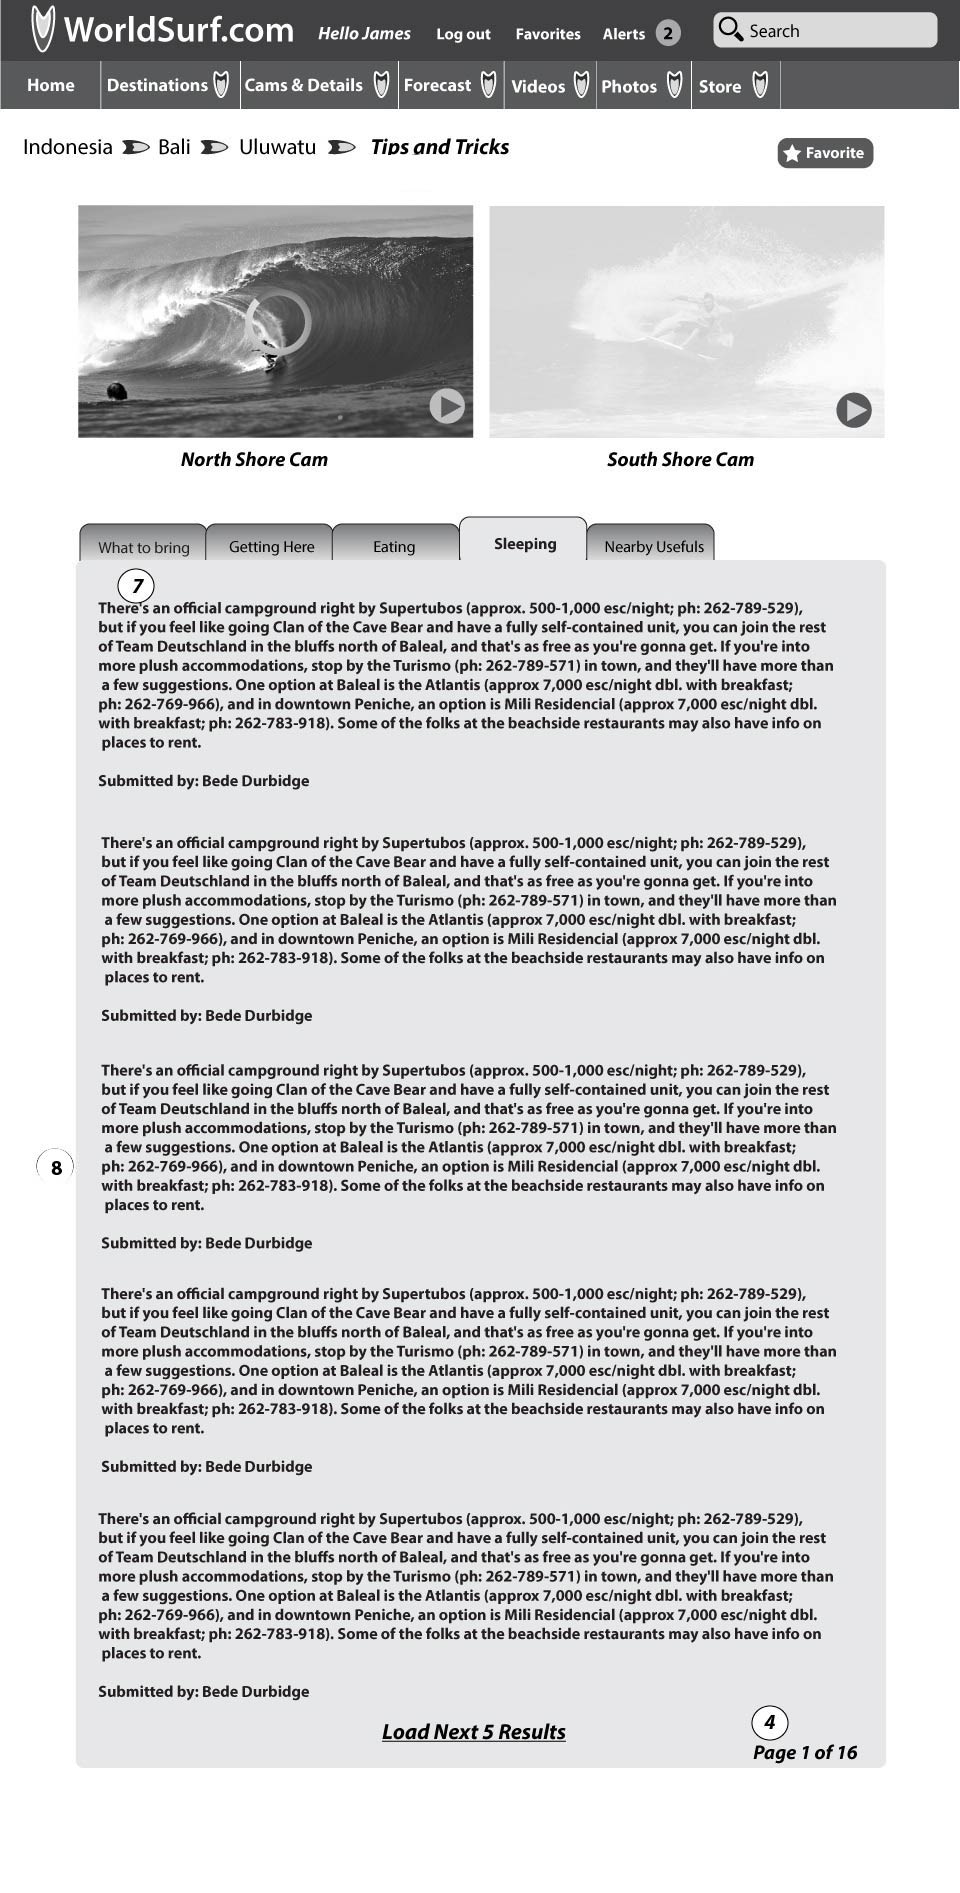 WorldSurf.com Hello James Log out Favorites Alerts 2 Search
Home Destinations Cams & Details Forecast Videos Photos Store
Indonesia Bali Uluwatu Tips and Tricks Favorite
North Shore Cam South Shore Cam
What to bring Getting Here Eating Sleeping Nearby Usefuls
7
There's an official campground right by Supertubos (approx. 500-1,000 esc/night; ph: 262-789-529),
but if you feel like going Clan of the Cave Bear and have a fully self-contained unit, you can join the rest
of Team Deutschland in the bluffs north of Baleal, and that's as free as you're gonna get. If you're into
more plush accommodations, stop by the Turismo (ph: 262-789-571) in town, and they'll have more than
a few suggestions. One option at Baleal is the Atlantis (approx 7,000 esc/night dbl. with breakfast;
ph: 262-769-966), and in downtown Peniche, an option is Mili Residencial (approx 7,000 esc/night dbl.
with breakfast; ph: 262-783-918). Some of the folks at the beachside restaurants may also have info on
places to rent.
Submitted by: Bede Durbidge
There's an official campground right by Supertubos (approx. 500-1,000 esc/night; ph: 262-789-529),
but if you feel like going Clan of the Cave Bear and have a fully self-contained unit, you can join the rest
of Team Deutschland in the bluffs north of Baleal, and that's as free as you're gonna get. If you're into
more plush accommodations, stop by the Turismo (ph: 262-789-571) in town, and they'll have more than
a few suggestions. One option at Baleal is the Atlantis (approx 7,000 esc/night dbl. with breakfast;
ph: 262-769-966), and in downtown Peniche, an option is Mili Residencial (approx 7,000 esc/night dbl.
with breakfast; ph: 262-783-918). Some of the folks at the beachside restaurants may also have info on
places to rent.
Submitted by: Bede Durbidge
There's an official campground right by Supertubos (approx. 500-1,000 esc/night; ph: 262-789-529),
but if you feel like going Clan of the Cave Bear and have a fully self-contained unit, you can join the rest
of Team Deutschland in the bluffs north of Baleal, and that's as free as you're gonna get. If you're into
more plush accommodations, stop by the Turismo (ph: 262-789-571) in town, and they'll have more than
a few suggestions. One option at Baleal is the Atlantis (approx 7,000 esc/night dbl. with breakfast;
8
ph: 262-769-966), and in downtown Peniche, an option is Mili Residencial (approx 7,000 esc/night dbl.
with breakfast; ph: 262-783-918). Some of the folks at the beachside restaurants may also have info on
places to rent.
Submitted by: Bede Durbidge
There's an official campground right by Supertubos (approx. 500-1,000 esc/night; ph: 262-789-529),
but if you feel like going Clan of the Cave Bear and have a fully self-contained unit, you can join the rest
of Team Deutschland in the bluffs north of Baleal, and that's as free as you're gonna get. If you're into
more plush accommodations, stop by the Turismo (ph: 262-789-571) in town, and they'll have more than
a few suggestions. One option at Baleal is the Atlantis (approx 7,000 esc/night dbl. with breakfast;
ph: 262-769-966), and in downtown Peniche, an option is Mili Residencial (approx 7,000 esc/night dbl.
with breakfast; ph: 262-783-918). Some of the folks at the beachside restaurants may also have info on
places to rent.
Submitted by: Bede Durbidge
There's an official campground right by Supertubos (approx. 500-1,000 esc/night; ph: 262-789-529),
but if you feel like going Clan of the Cave Bear and have a fully self-contained unit, you can join the rest
of Team Deutschland in the bluffs north of Baleal, and that's as free as you're gonna get. If you're into
more plush accommodations, stop by the Turismo (ph: 262-789-571) in town, and they'll have more than
a few suggestions. One option at Baleal is the Atlantis (approx 7,000 esc/night dbl. with breakfast;
ph: 262-769-966), and in downtown Peniche, an option is Mili Residencial (approx 7,000 esc/night dbl.
with breakfast; ph: 262-783-918). Some of the folks at the beachside restaurants may also have info on
places to rent.
Submitted by: Bede Durbidge
Load Next 5 Results
4
Page 1 of 16